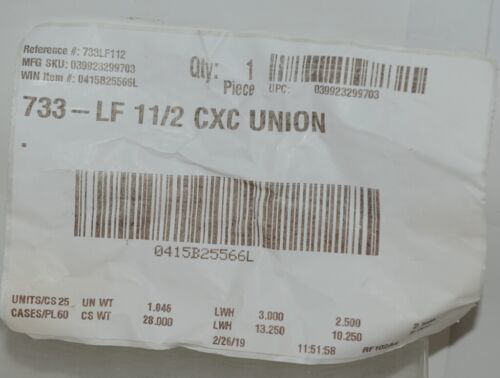 Reference #: 733LF112
MFG SKU: 039923299703
WIN Item #: 0415B25566L
Qty: 1
Piece
UPC: 039923299703
733-LF 11/2 CXC UNION
0415B25566L
UNITS/CS 25 UN WT 1.046 LWH 3.000 2.500
CASES/PL 60 CS WT 28.000 LWH 13.250 10.250
2/26/19 11:51:58